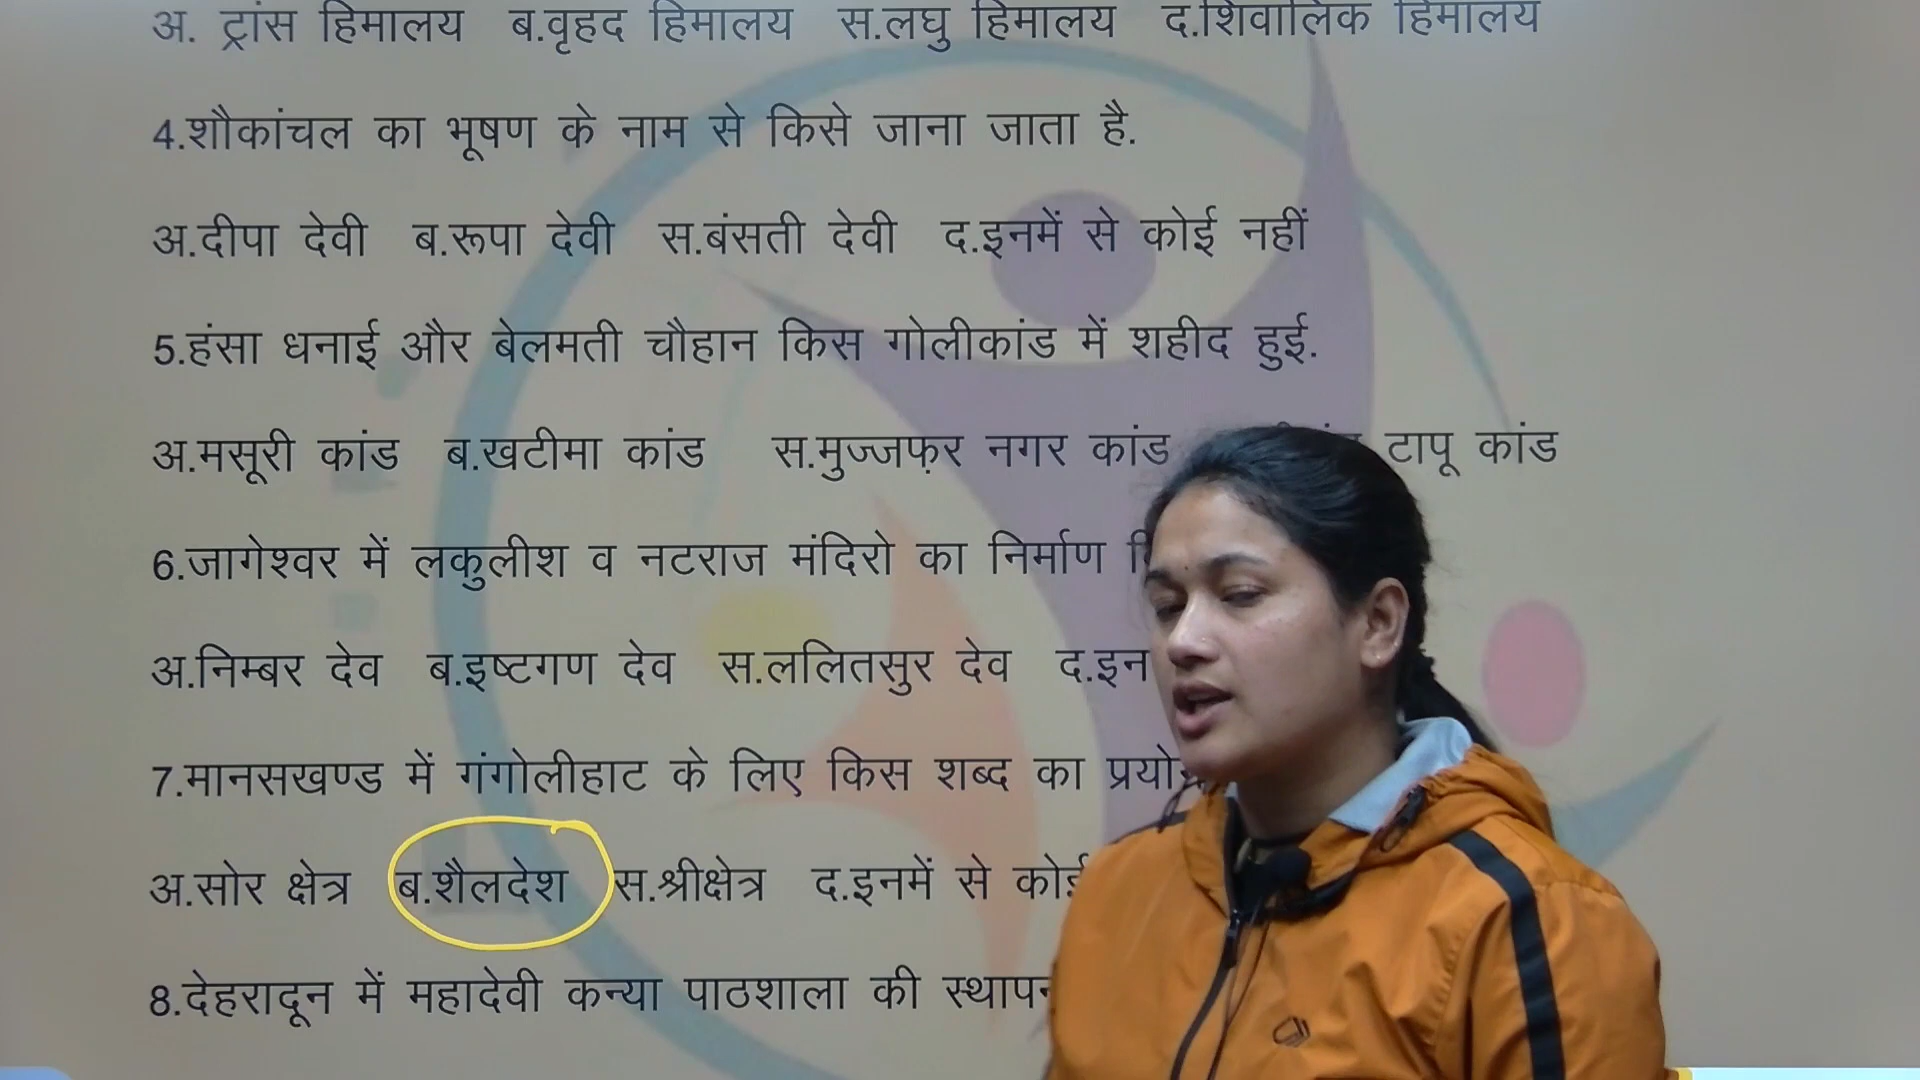 अ. ट्रांस हिमालय ब.वृहद हिमालय स.लघु हिमालय द.शिवालिक हिमालय
4.शौकांचल का भूषण के नाम से किसे जाना जाता है.
अ.दीपा देवी ब.रूपा देवी स.बंसती देवी द.इनमें से कोई नहीं
5.हंसा धनाई और बेलमती चौहान किस गोलीकांड में शहीद हुई.
अ.मसूरी कांड ब.खटीमा कांड स.मुज्जफ़र नगर कांड टापू कांड
6.जागेश्वर में लकुलीश व नटराज मंदिरो का निर्माण
अ.निम्बर देव ब.इष्टगण देव स.ललितसुर देव द.इन
7.मानसखण्ड में गंगोलीहाट के लिए किस शब्द का
अ.सोर क्षेत्र ब.शैलदेश स.श्रीक्षेत्र द.इनमें से
8.देहरादून में महादेवी कन्या पाठशाला की